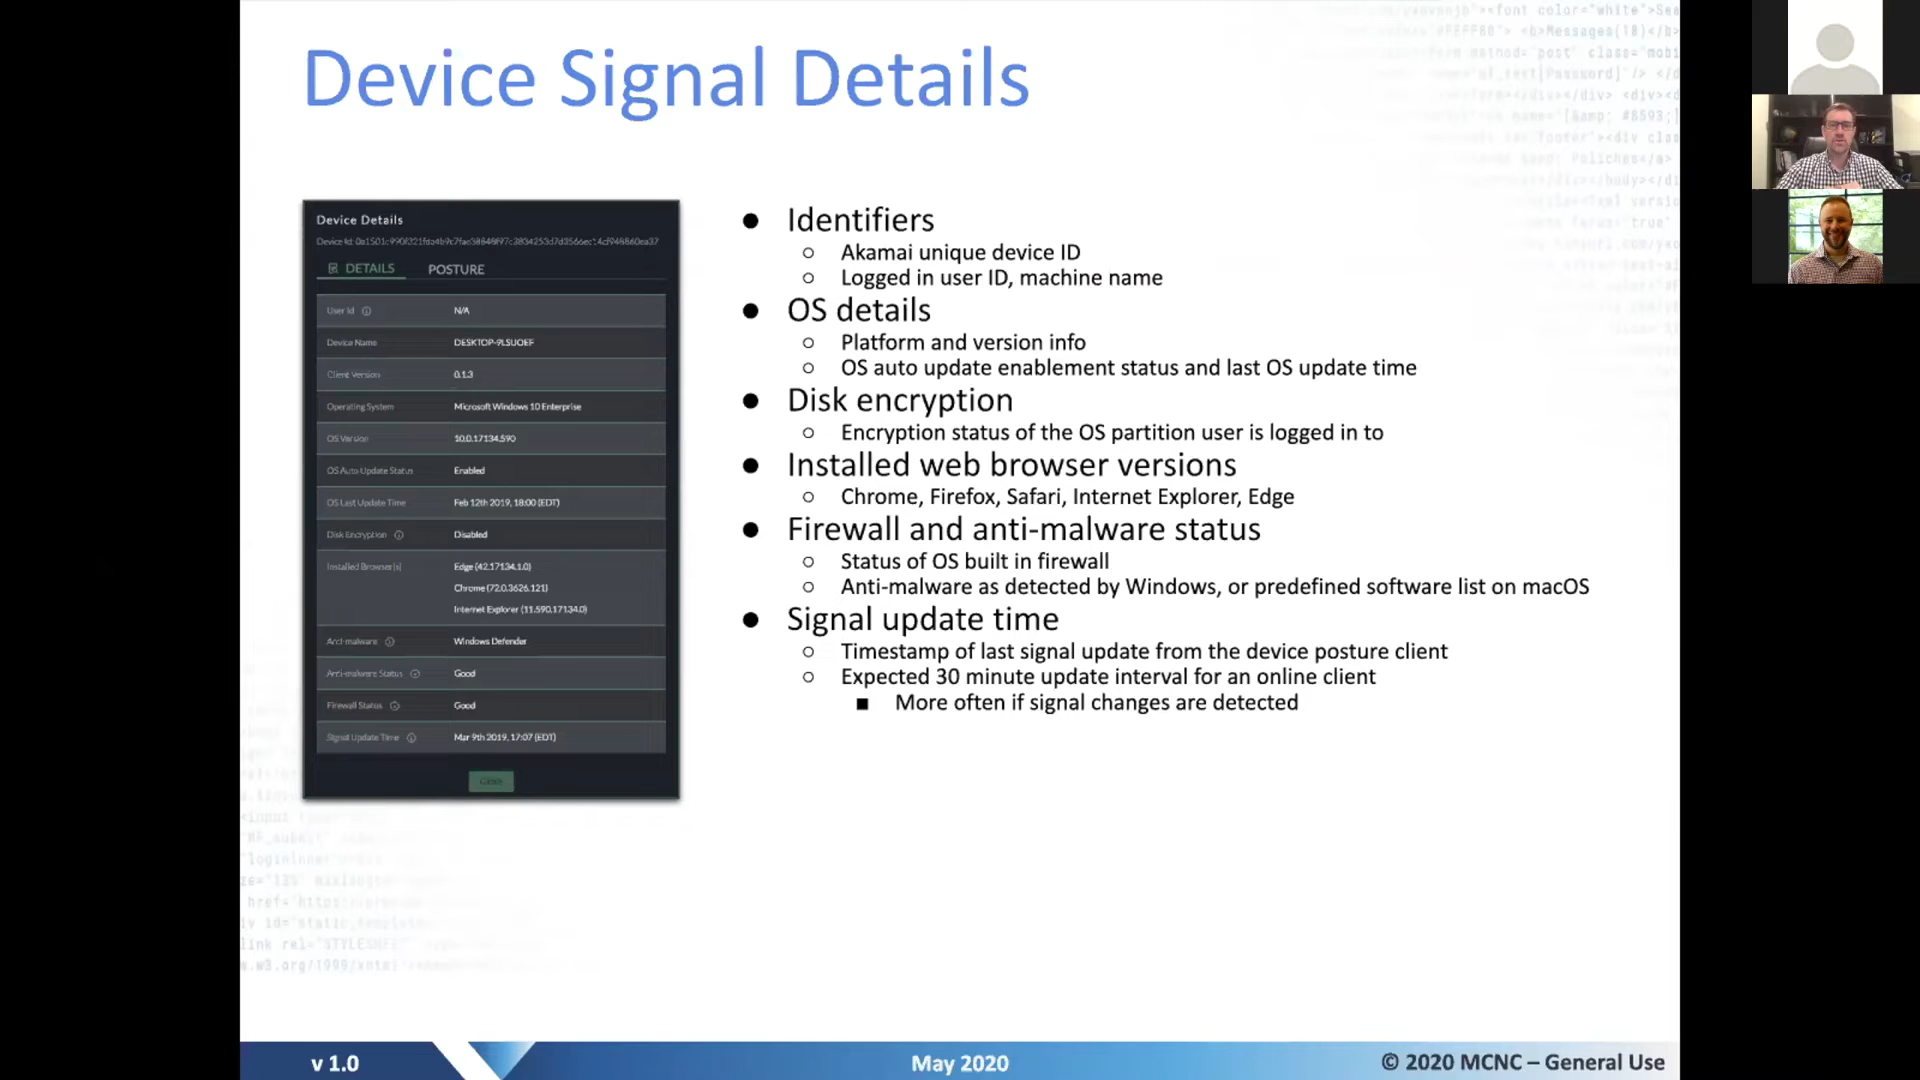 Device Signal Details
Device Details
DETAILS
POSTURE
User Id
N/A
Device Name
DESKTOP-9LSUOEF
Client Version
0.1.3
Operating System
Microsoft Windows 10 Enterprise
OS Version
10.0.17134.590
OS Auto Update Status
Enabled
OS Last Update Time
Feb 12th 2019, 18:00 (EDT)
Disk Encryption
Disabled
Installed Browser(s)
Edge (42.17134.1.0)
Chrome (72.0.3626.121)
Internet Explorer (11.590.17134.0)
Anti-malware
Windows Defender
Anti-malware Status
Good
Firewall Status
Good
Signal Update Time
Mar 9th 2019, 17:07 (EDT)
● Identifiers
○ Akamai unique device ID
○ Logged in user ID, machine name
● OS details
○ Platform and version info
○ OS auto update enablement status and last OS update time
● Disk encryption
○ Encryption status of the OS partition user is logged in to
● Installed web browser versions
○ Chrome, Firefox, Safari, Internet Explorer, Edge
● Firewall and anti-malware status
○ Status of OS built in firewall
○ Anti-malware as detected by Windows, or predefined software list on macOS
● Signal update time
○ Timestamp of last signal update from the device posture client
○ Expected 30 minute update interval for an online client
■ More often if signal changes are detected
v 1.0
May 2020
© 2020 MCNC – General Use